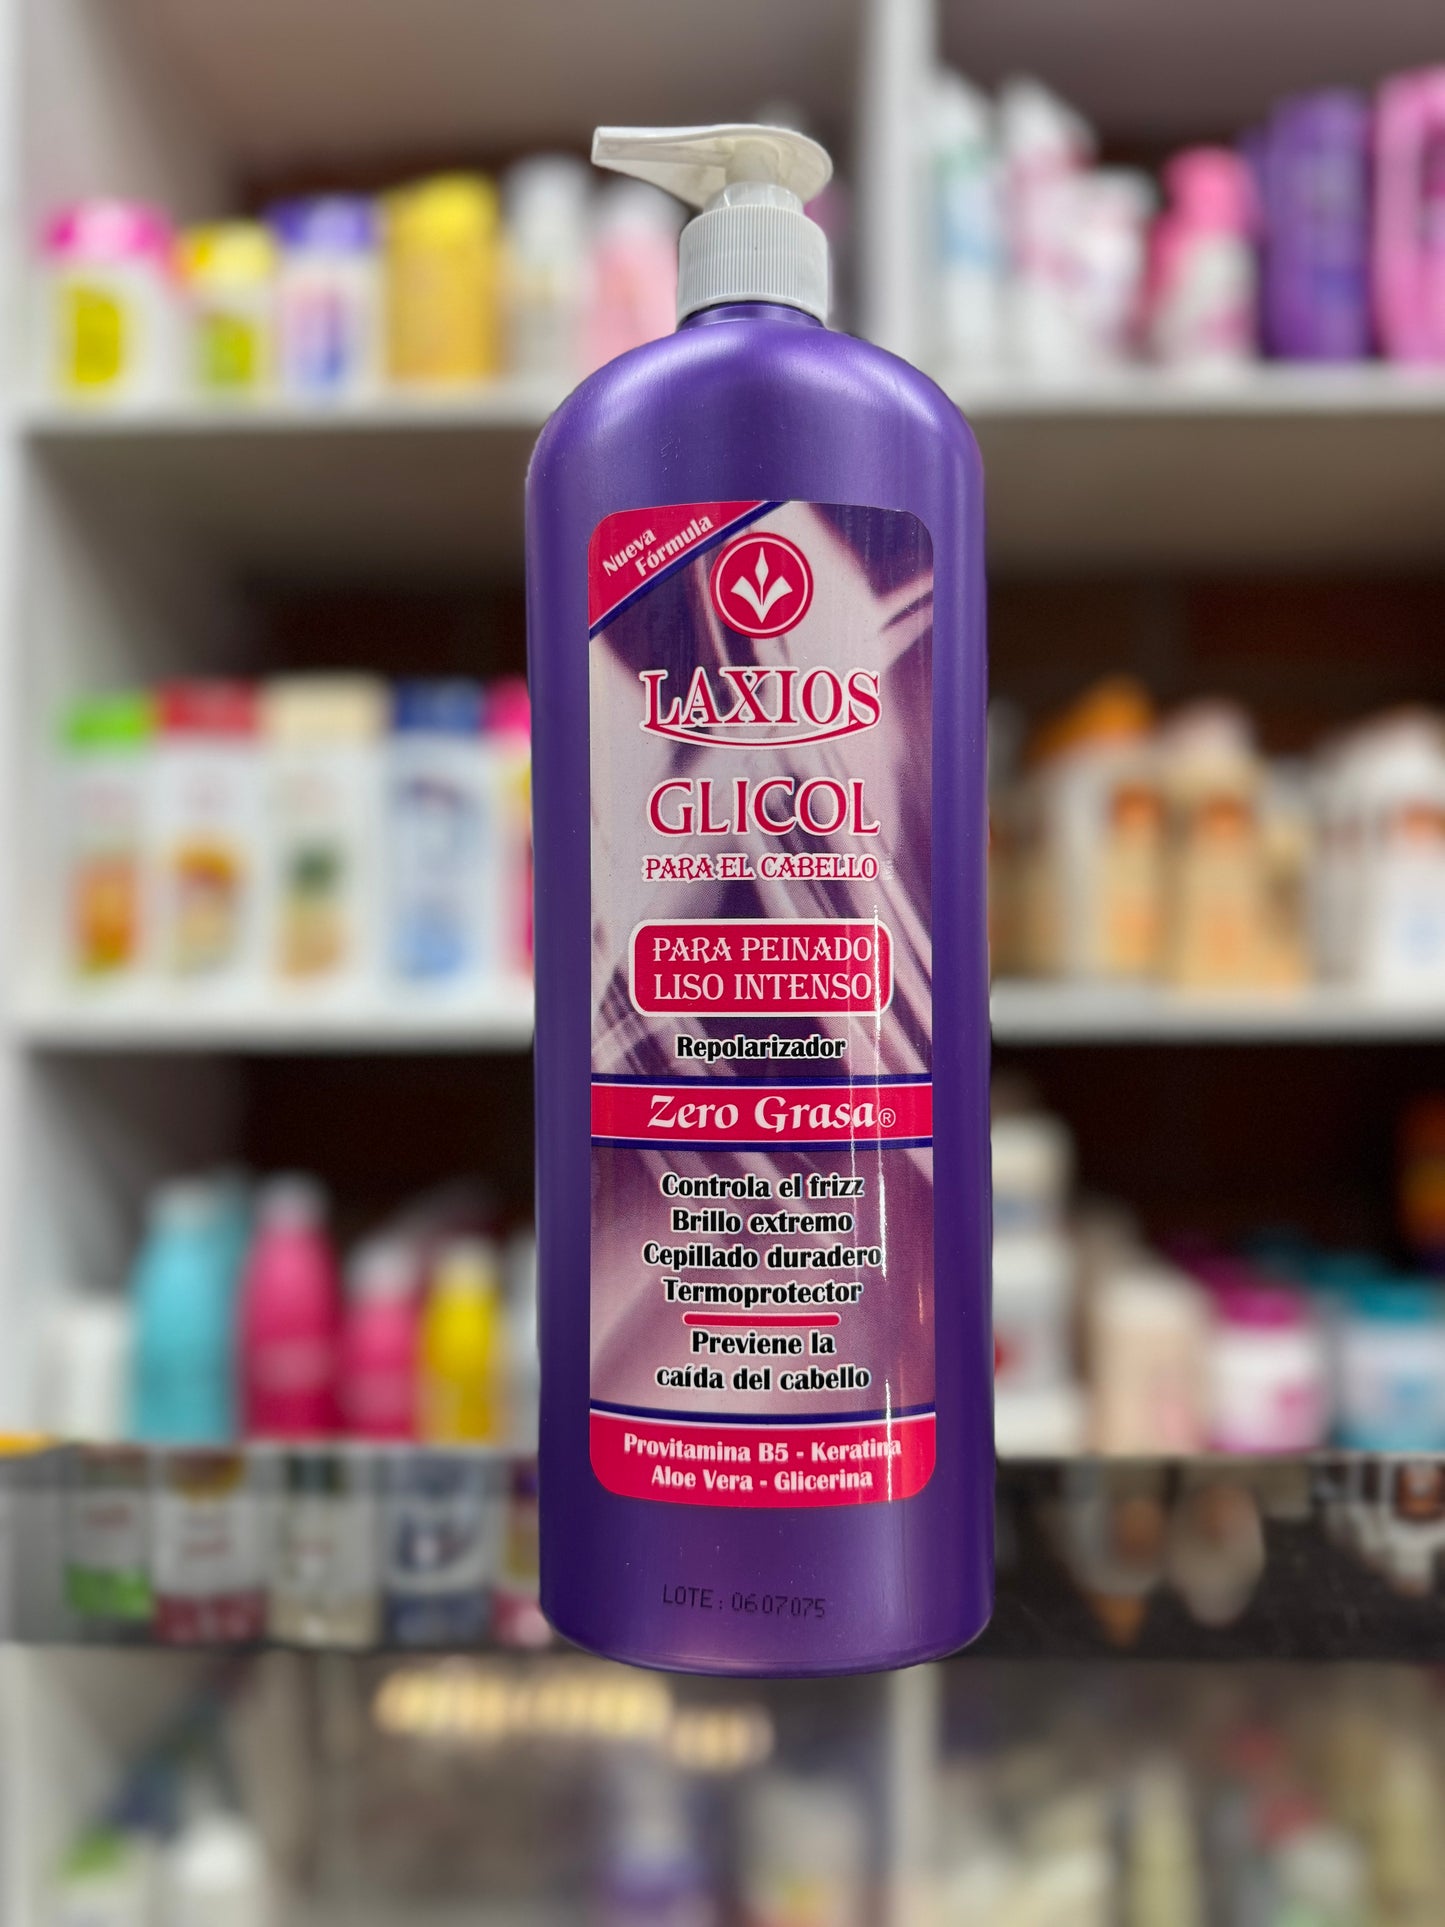 Nueva
Fórmula
LAXIOS
GLICOL
PARA EL CABELLO
PARA PEINADO
LISO INTENSO
Repolarizador
Zero Grasa®
Controla el frizz
Brillo extremo
Cepillado duradero
Termoprotector
Previene la
caída del cabello
Provitamina B5 - Keratina
Aloe Vera - Glicerina
LOTE: 0607075